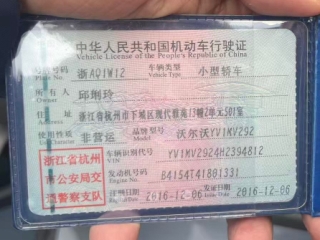 中华人民共和国机动车行驶证
Vehicle License of the People's Republic of China
号牌号码 浙AQ1W12 车辆类型 小型轿车
Plate No. Vehicle Type
所有人 邱琍玲
Owner
住址 浙江省杭州市下城区现代雅苑13幢2单元501室
使用性质 非营运 品牌型号 沃尔沃YV1MV292
Use Character Model
浙江省杭州
市公安局交
通警察支队
车辆识别代号 YV1MV2924H2394812
VIN
发动机号码 B4154T41881331
Engine No.
注册日期 2016-12-06 发证日期 2016-12-06
Register Date Issue Date